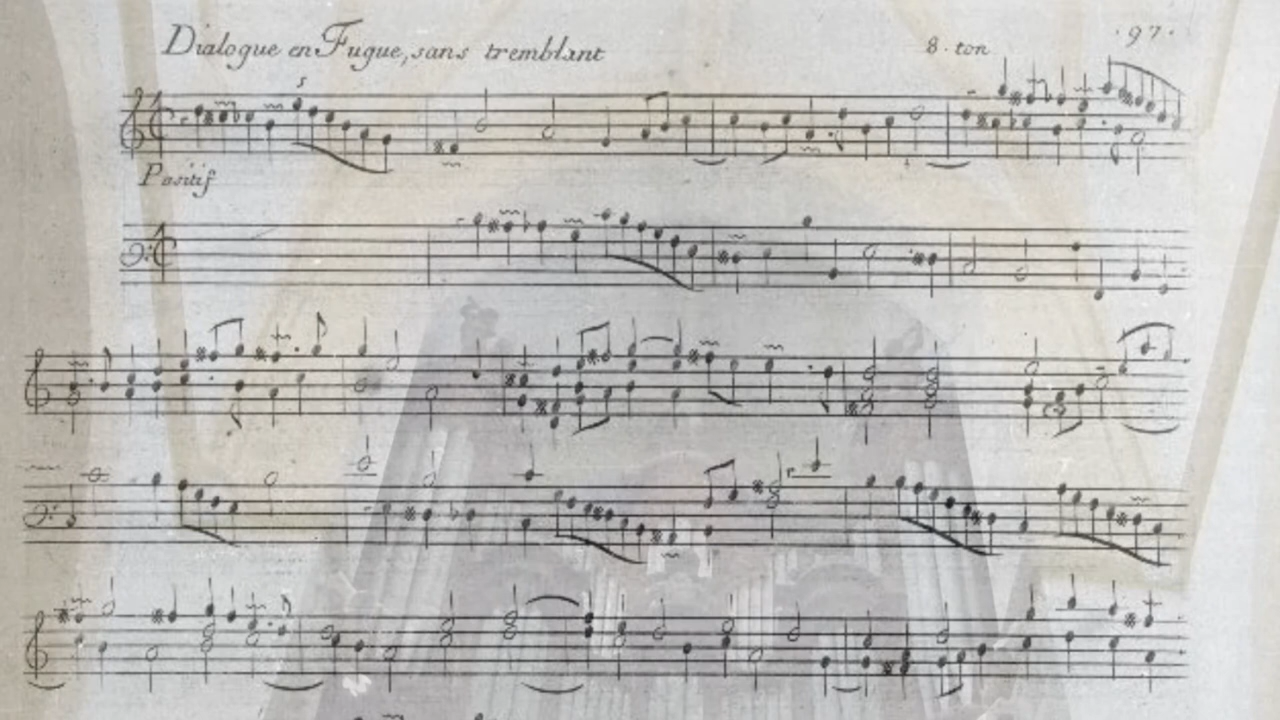 Dialogue en Fugue, sans tremblant
8. ton
.97.
Positif